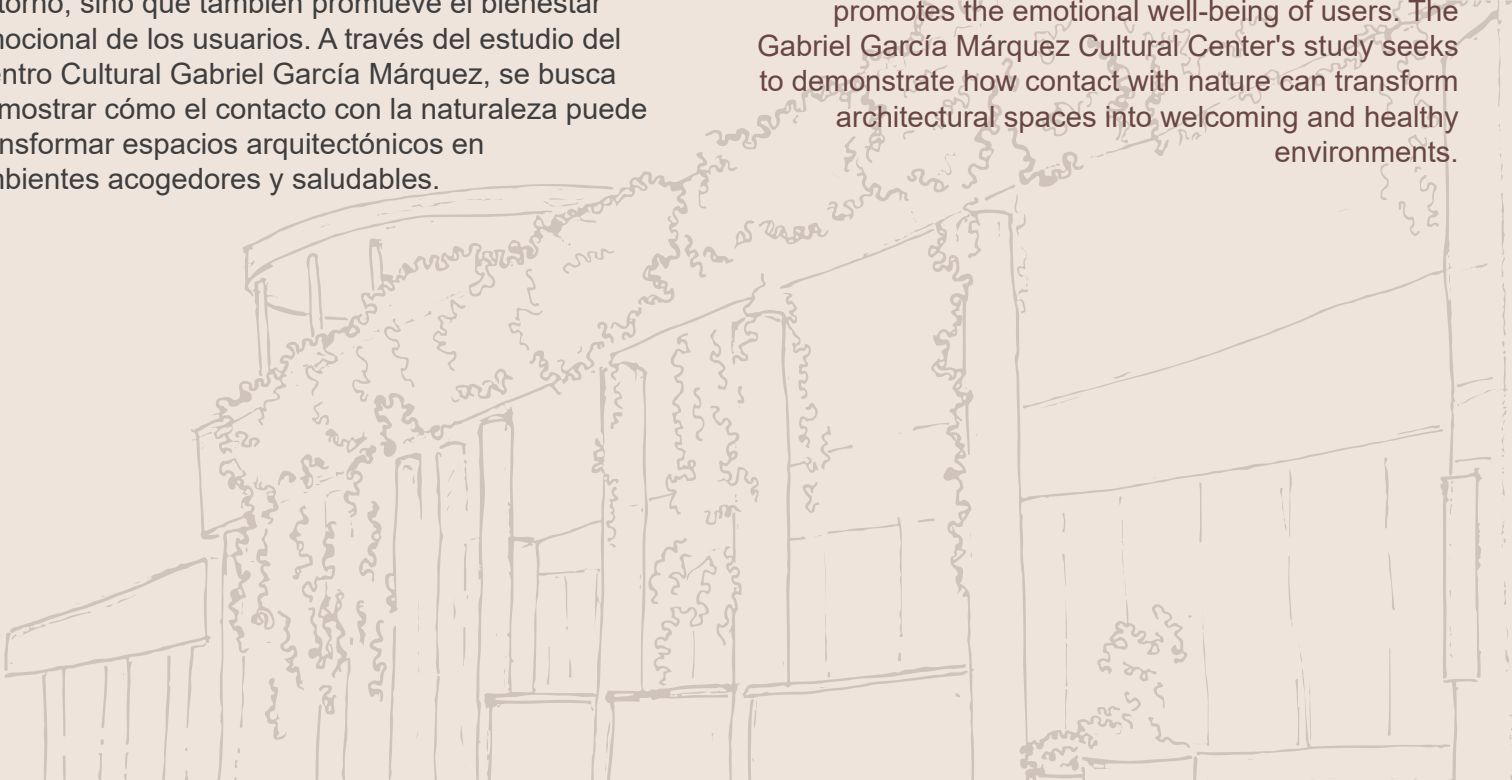 torno, sino que también promueve el bienestar
mocional de los usuarios. A través del estudio del
entro Cultural Gabriel García Márquez, se busca
mostrar cómo el contacto con la naturaleza puede
nsformar espacios arquitectónicos en
mbientes acogedores y saludables.
promotes the emotional well-being of users. The
Gabriel García Márquez Cultural Center's study seeks
to demonstrate how contact with nature can transform
architectural spaces into welcoming and healthy
environments.